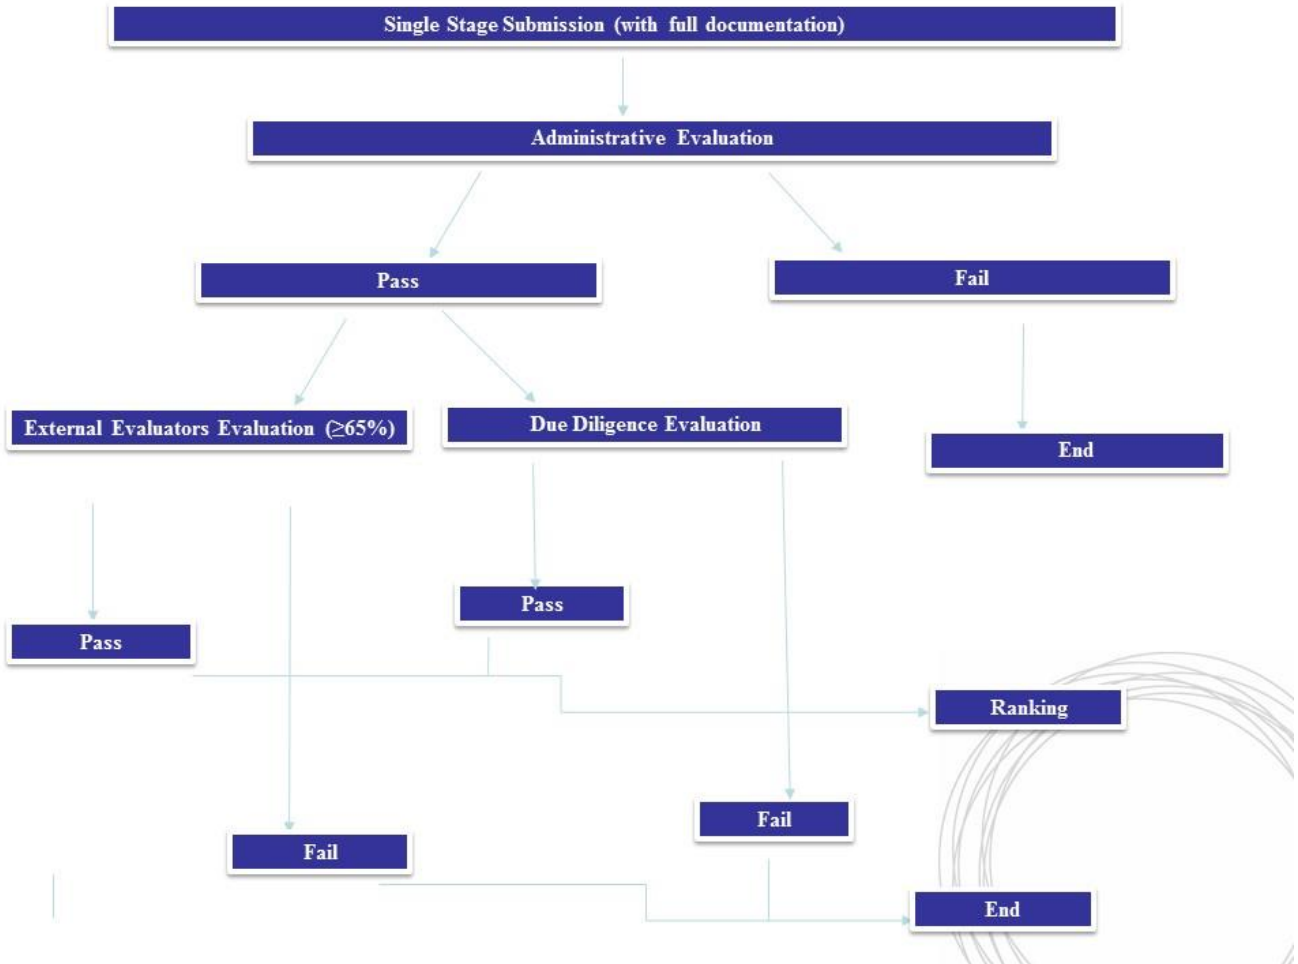 Single Stage Submission (with full documentation)
Administrative Evaluation
Pass
Fail
External Evaluators Evaluation (≥65%)
Due Diligence Evaluation
End
Pass
Pass
Ranking
Fail
Fail
End